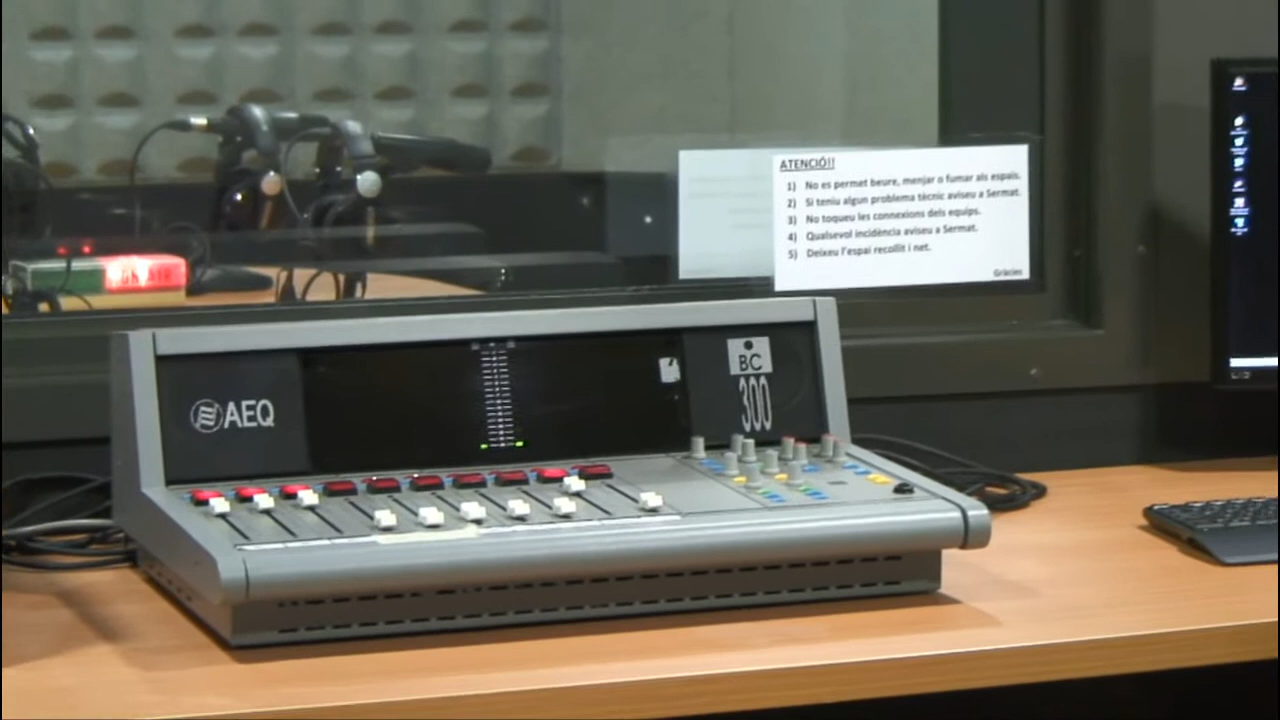 ATENCIÓ!!
1) No es permet beure, menjar o fumar als espais.
2) Si teniu algun problema tècnic aviseu a Sermat.
3) No toqueu les connexions dels equips.
4) Qualsevol incidència aviseu a Sermat.
5) Deixeu l'espai recollit i net.
Gràcies
AEQ
BC
300